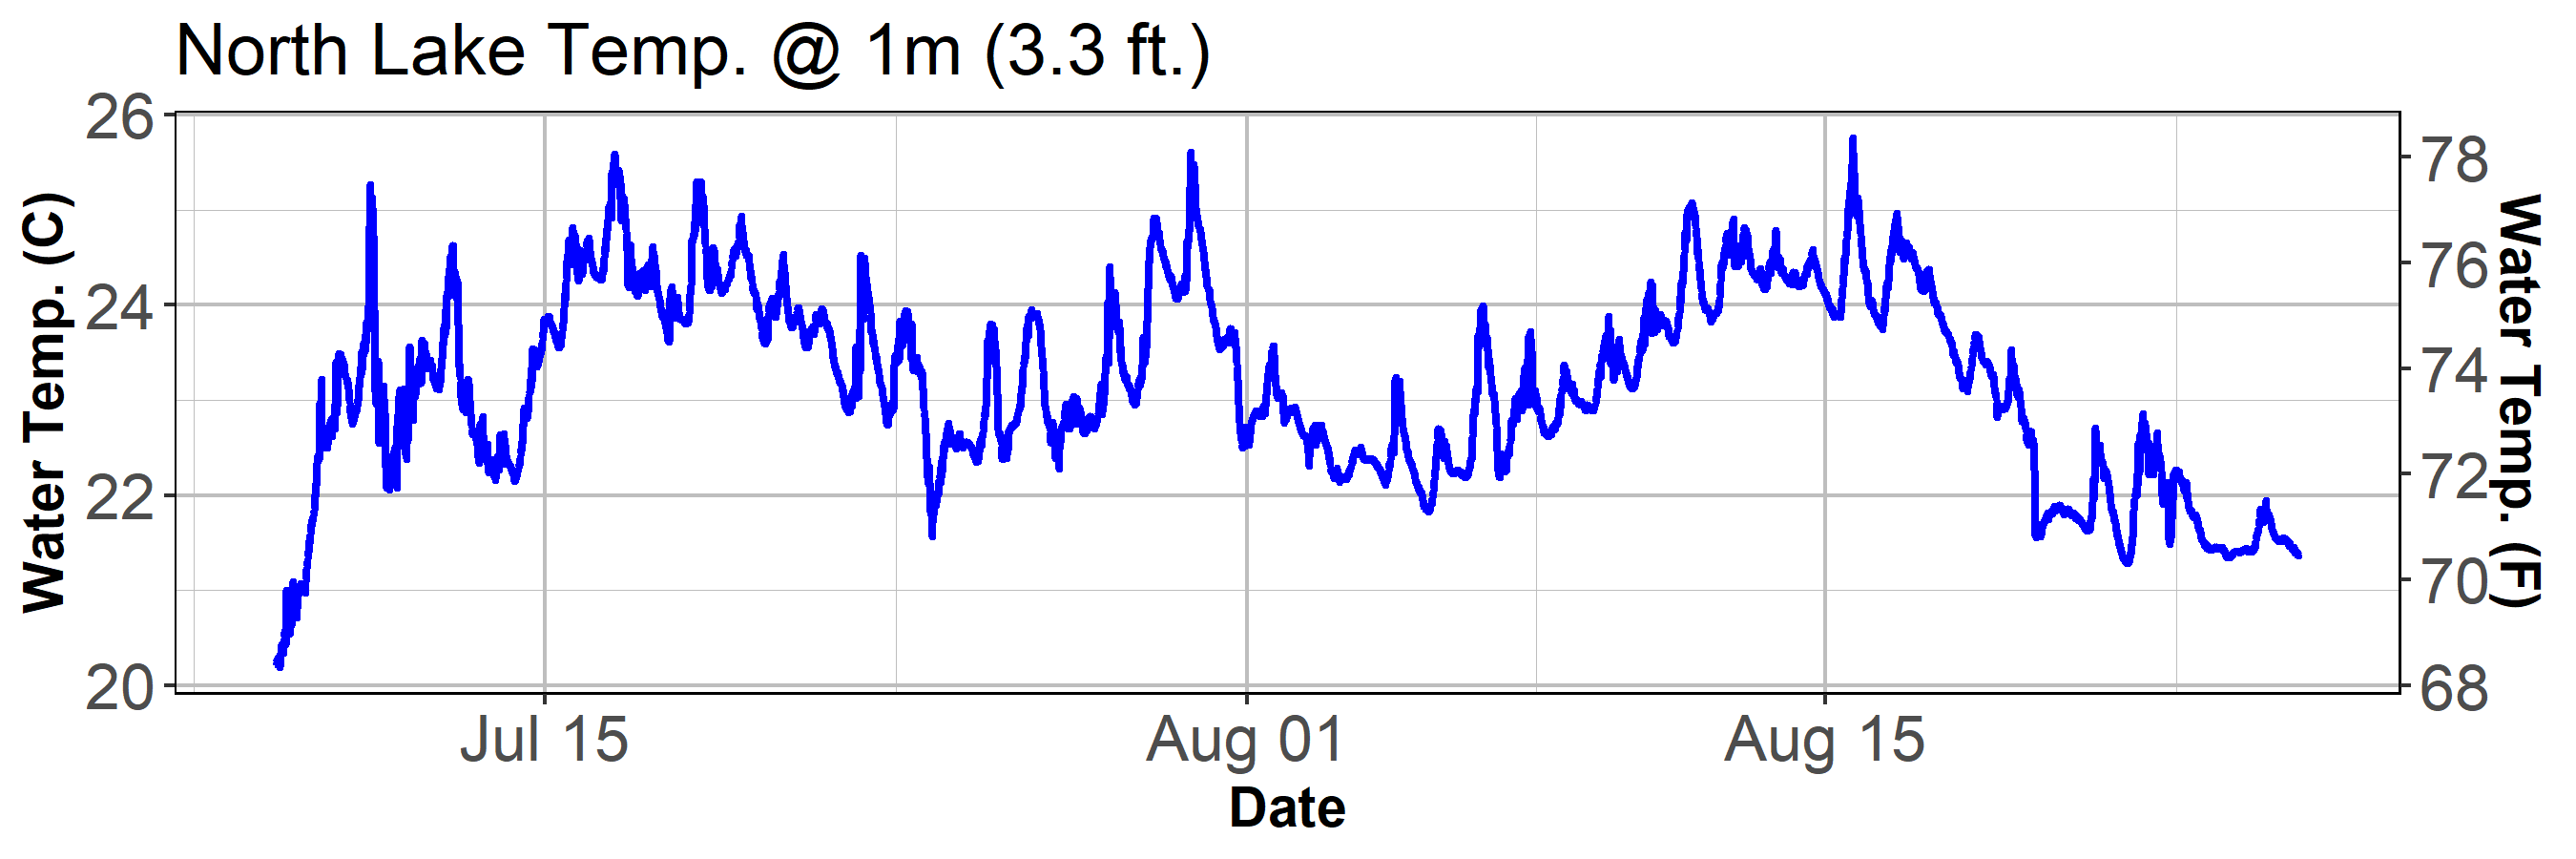 North Lake Temp. @ 1m (3.3 ft.)
Water Temp. (C)
26
24
22
20
78
76
74
72
70
68
Water Temp. (F)
Jul 15
Aug 01
Aug 15
Date